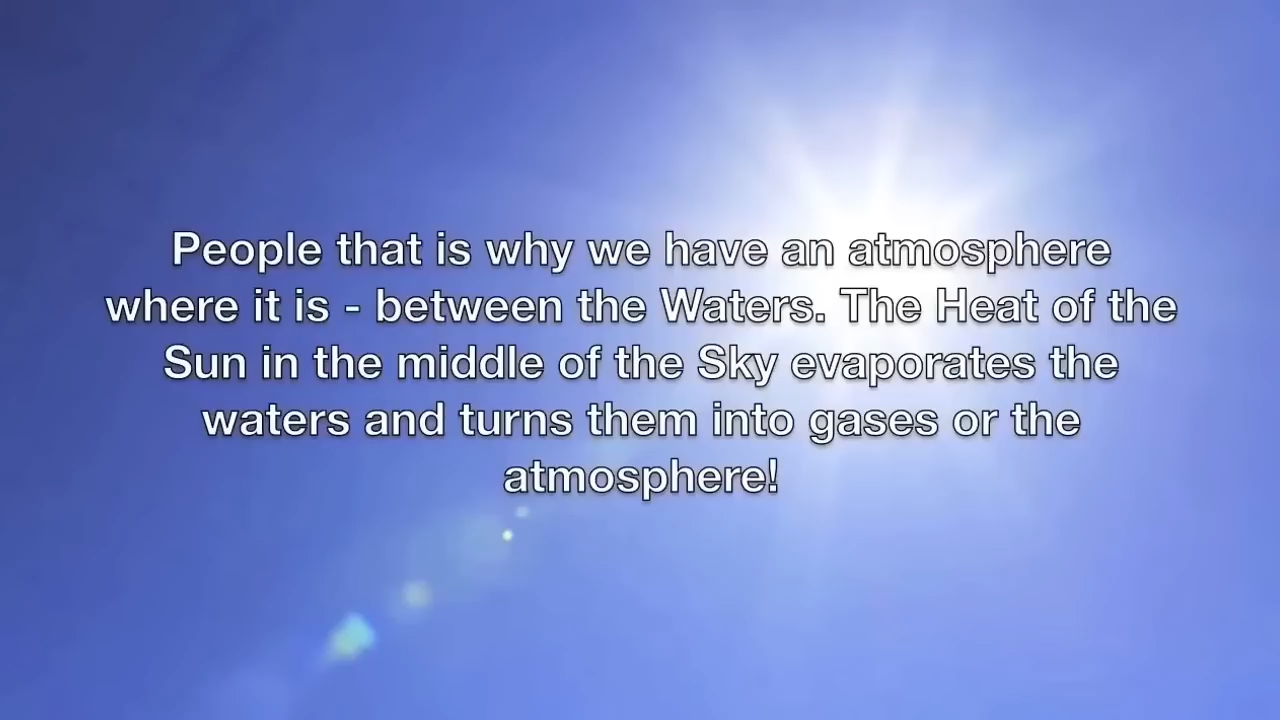 People that is why we have an atmosphere
where it is - between the Waters. The Heat of the
Sun in the middle of the Sky evaporates the
waters and turns them into gases or the
atmosphere!